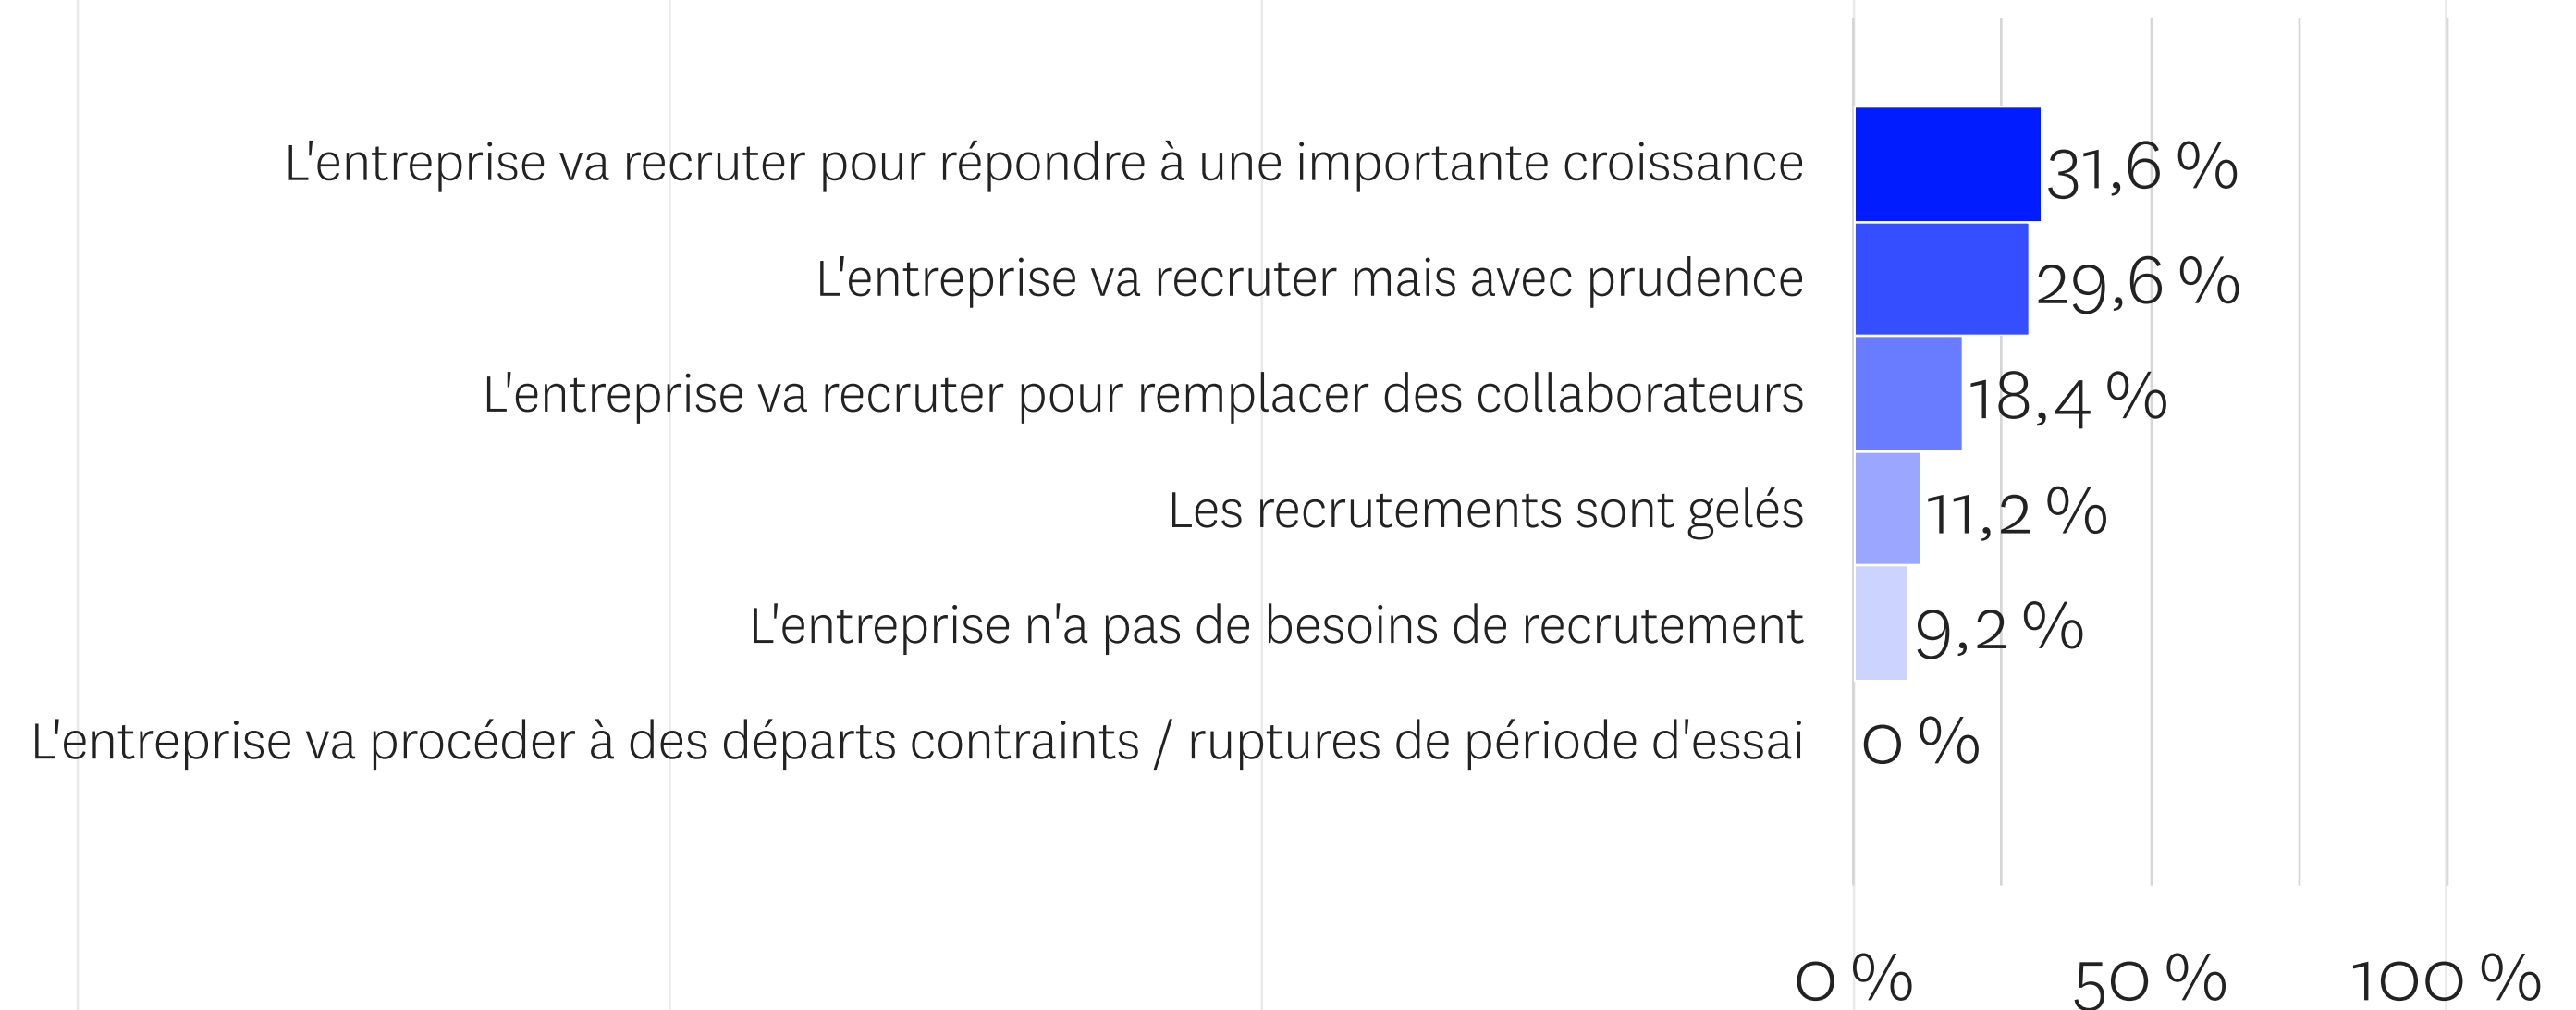 L'entreprise va recruter pour répondre à une importante croissance 31,6 %
L'entreprise va recruter mais avec prudence 29,6 %
L'entreprise va recruter pour remplacer des collaborateurs 18,4 %
Les recrutements sont gelés 11,2 %
L'entreprise n'a pas de besoins de recrutement 9,2 %
L'entreprise va procéder à des départs contraints / ruptures de période d'essai 0 %
0 % 50 % 100 %